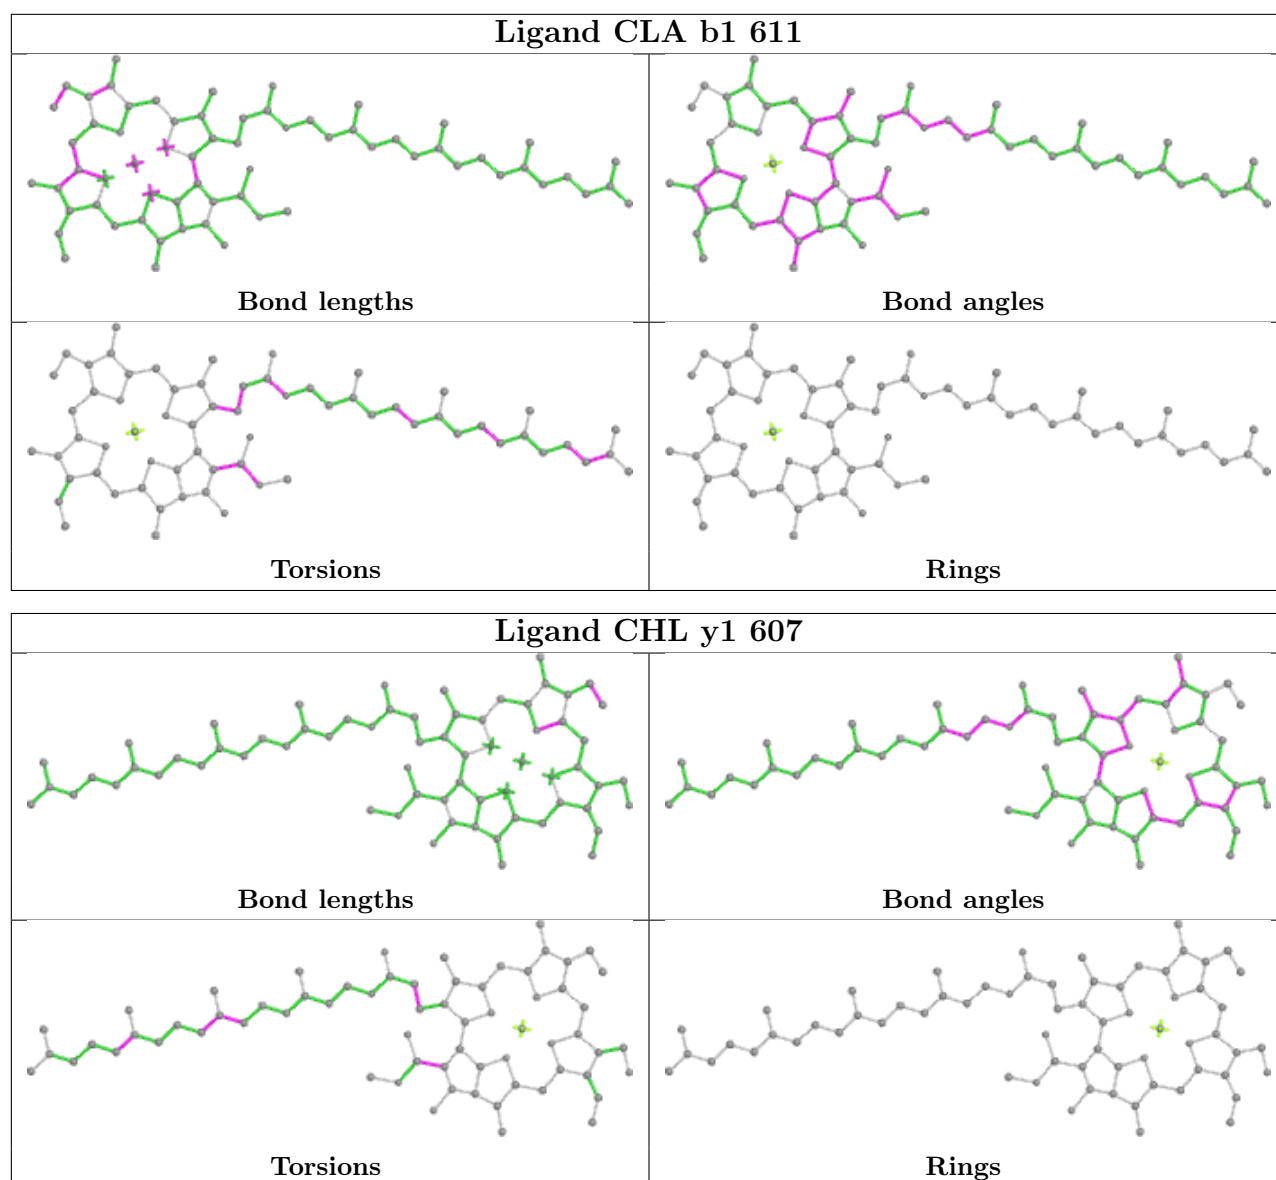 Ligand CLA b1 611
Bond lengths
Bond angles
Torsions
Rings
Ligand CHL y1 607
Bond lengths
Bond angles
Torsions
Rings